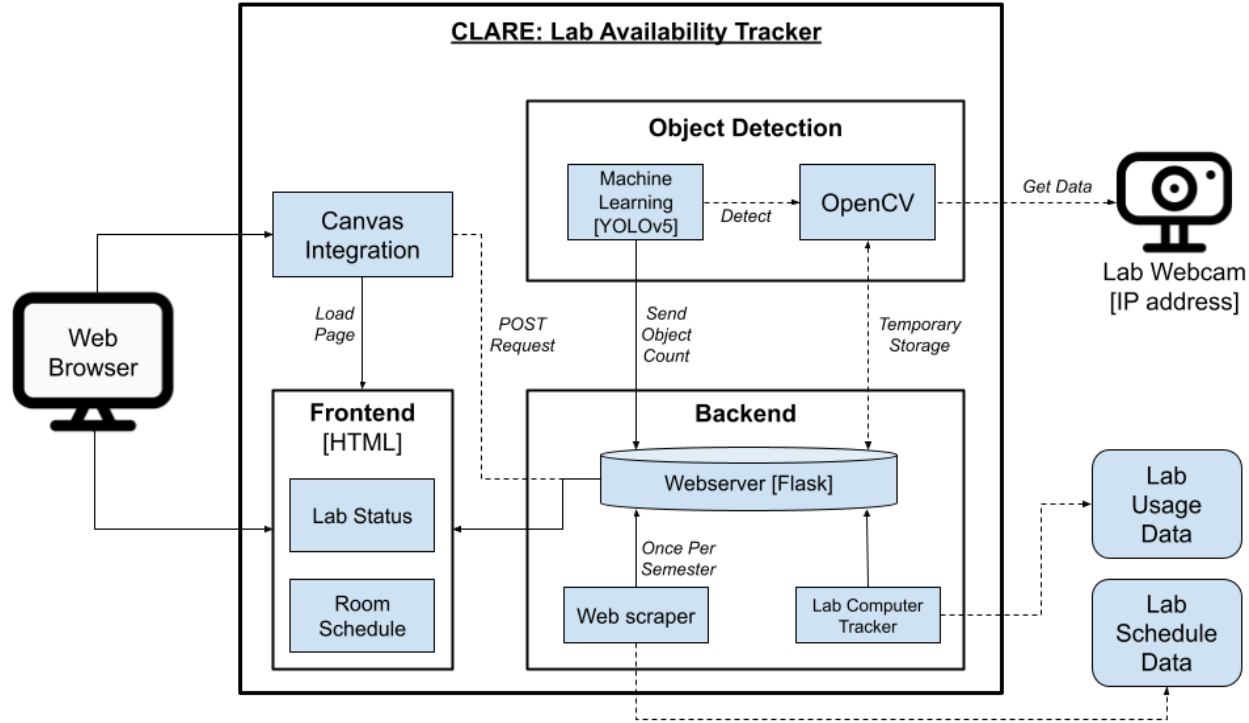 CLARE: Lab Availability Tracker
Object Detection
Machine
Learning
[YOLOv5]
Detect
OpenCV
Get Data
Lab Webcam
[IP address]
Canvas
Integration
Web
Browser
Load
Page
POST
Request
Send
Object
Count
Temporary
Storage
Frontend
[HTML]
Lab Status
Room
Schedule
Backend
Webserver [Flask]
Once Per
Semester
Web scraper
Lab Computer
Tracker
Lab
Usage
Data
Lab
Schedule
Data